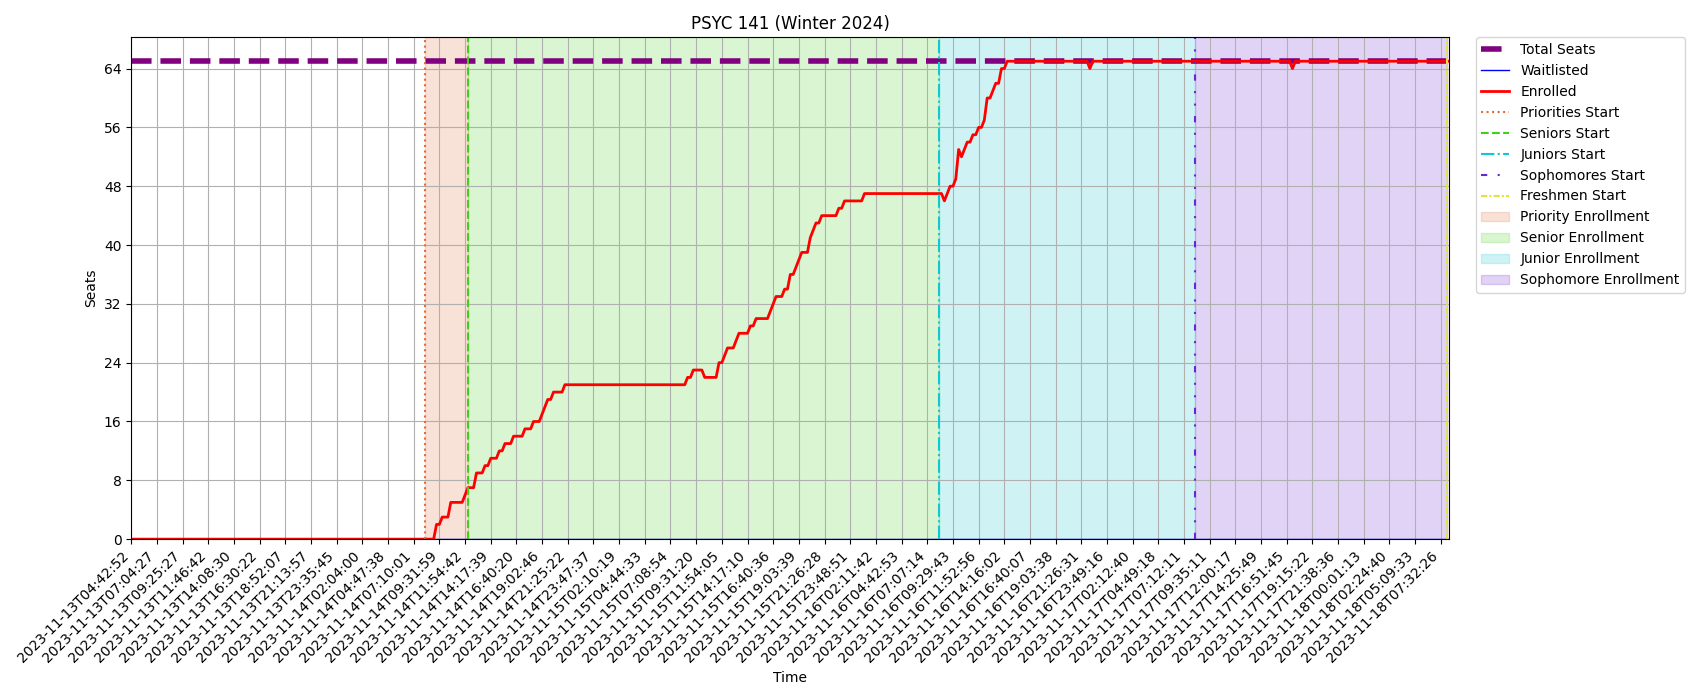 PSYC 141 (Winter 2024)
Total Seats
Waitlisted
Enrolled
Priorities Start
Seniors Start
Juniors Start
Sophomores Start
Freshmen Start
Priority Enrollment
Senior Enrollment
Junior Enrollment
Sophomore Enrollment
Seats
64
56
48
40
32
24
16
8
0
2023-11-13T04:42:52
2023-11-13T07:04:27
2023-11-13T09:25:27
2023-11-13T11:46:42
2023-11-13T14:08:30
2023-11-13T16:30:22
2023-11-13T18:52:07
2023-11-13T21:13:57
2023-11-13T23:35:45
2023-11-14T02:04:00
2023-11-14T04:47:38
2023-11-14T07:10:01
2023-11-14T09:31:59
2023-11-14T11:54:42
2023-11-14T14:17:39
2023-11-14T16:40:20
2023-11-14T19:02:46
2023-11-14T21:25:22
2023-11-14T23:47:37
2023-11-15T02:10:19
2023-11-15T04:44:33
2023-11-15T07:08:54
2023-11-15T09:31:20
2023-11-15T11:54:05
2023-11-15T14:17:10
2023-11-15T16:40:36
2023-11-15T19:03:39
2023-11-15T21:26:28
2023-11-15T23:48:51
2023-11-16T02:11:42
2023-11-16T04:42:53
2023-11-16T07:07:14
2023-11-16T09:29:43
2023-11-16T11:52:56
2023-11-16T14:16:02
2023-11-16T16:40:07
2023-11-16T19:03:38
2023-11-16T21:26:31
2023-11-16T23:49:16
2023-11-17T02:12:40
2023-11-17T04:49:18
2023-11-17T07:12:11
2023-11-17T09:35:11
2023-11-17T12:00:17
2023-11-17T14:25:49
2023-11-17T16:51:45
2023-11-17T19:15:22
2023-11-17T21:38:36
2023-11-18T00:01:13
2023-11-18T02:24:40
2023-11-18T05:09:33
2023-11-18T07:32:26
Time